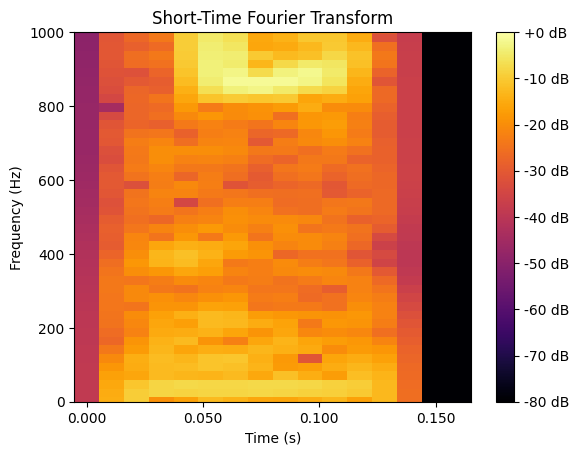 Short-Time Fourier Transform
1000
800
600
400
200
0
Frequency (Hz)
0.000
0.050
0.100
0.150
Time (s)
+0 dB
-10 dB
-20 dB
-30 dB
-40 dB
-50 dB
-60 dB
-70 dB
-80 dB